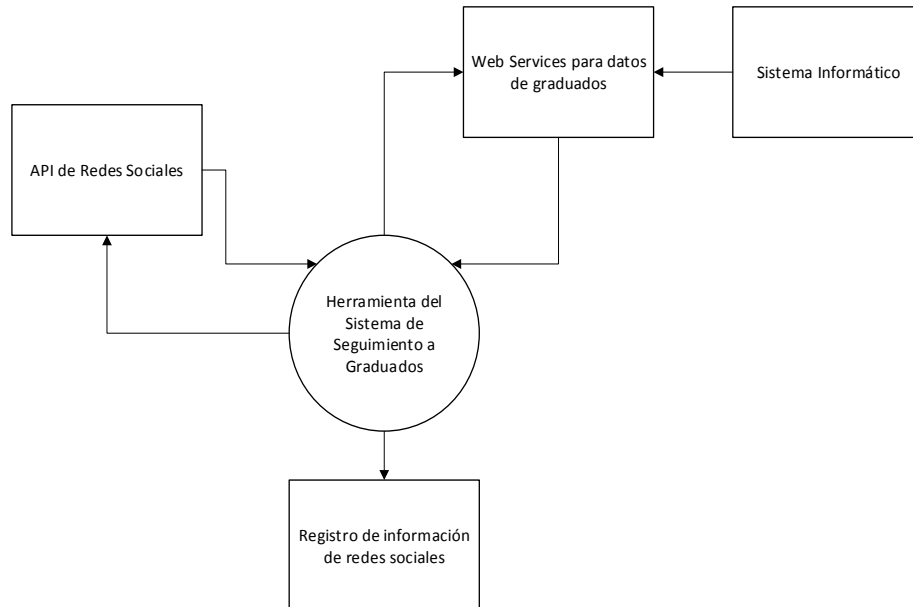 Web Services para datos
de graduados
Sistema Informático
API de Redes Sociales
Herramienta del
Sistema de
Seguimiento a
Graduados
Registro de información
de redes sociales